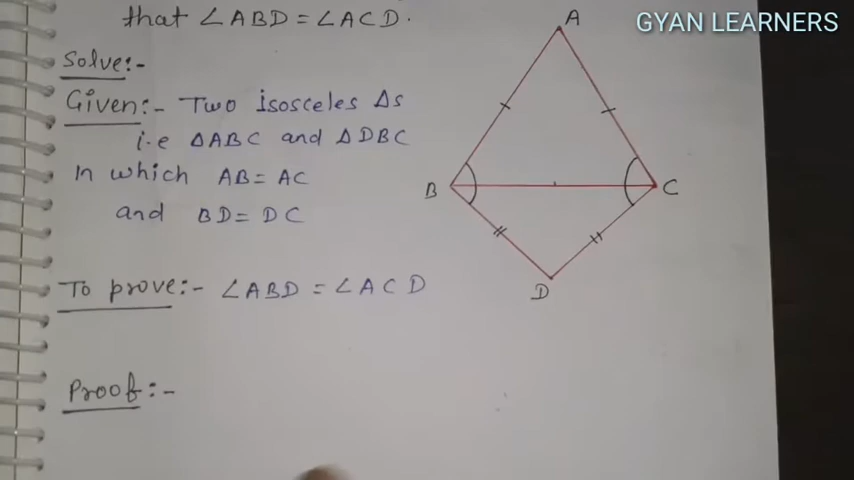 that ∠ABD = ∠ACD.
GYAN LEARNERS
Solve:-
Given:- Two isosceles Δs
i.e ΔABC and ΔDBC
In which AB = AC
and BD = DC
To prove:- ∠ABD = ∠ACD
Proof:-
A
B
C
D